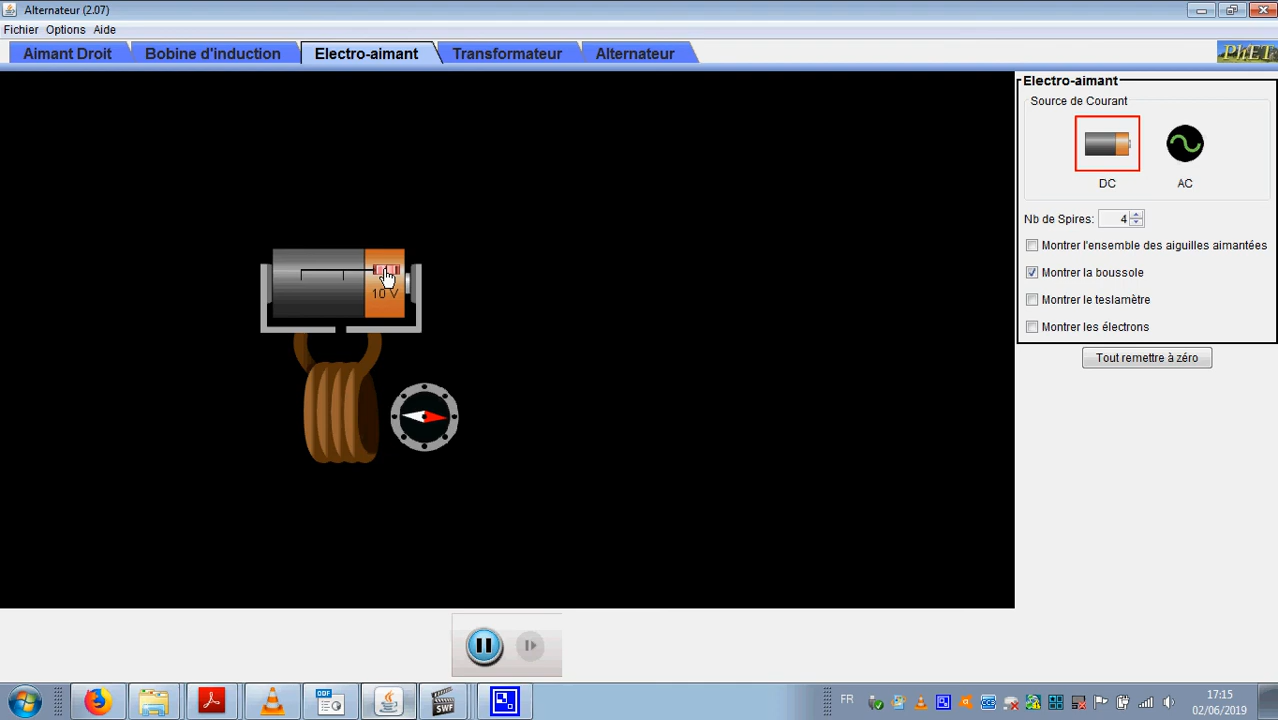 Alternateur (2.07)
Fichier Options Aide
Aimant Droit Bobine d'induction Electro-aimant Transformateur Alternateur
PhET
Electro-aimant
Source de Courant
DC AC
Nb de Spires: 4
Montrer l'ensemble des aiguilles aimantées
Montrer la boussole
Montrer le teslamètre
Montrer les électrons
Tout remettre à zéro
10 V
ODF
SWF
FR
17:15
02/06/2019